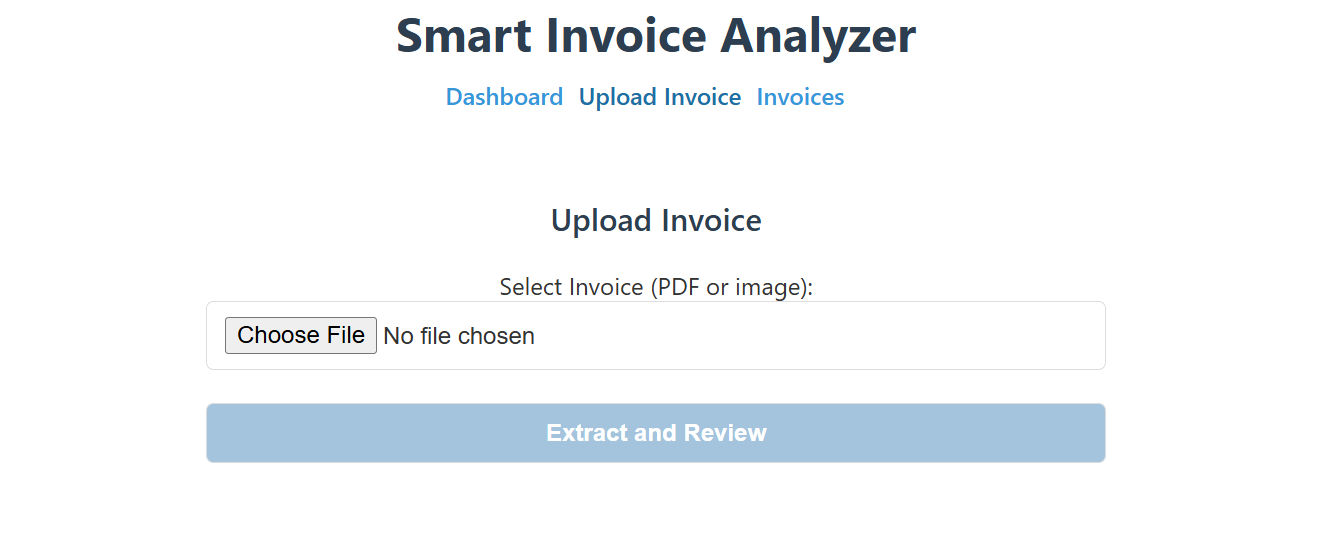 Smart Invoice Analyzer
Dashboard Upload Invoice Invoices
Upload Invoice
Select Invoice (PDF or image):
Choose File No file chosen
Extract and Review